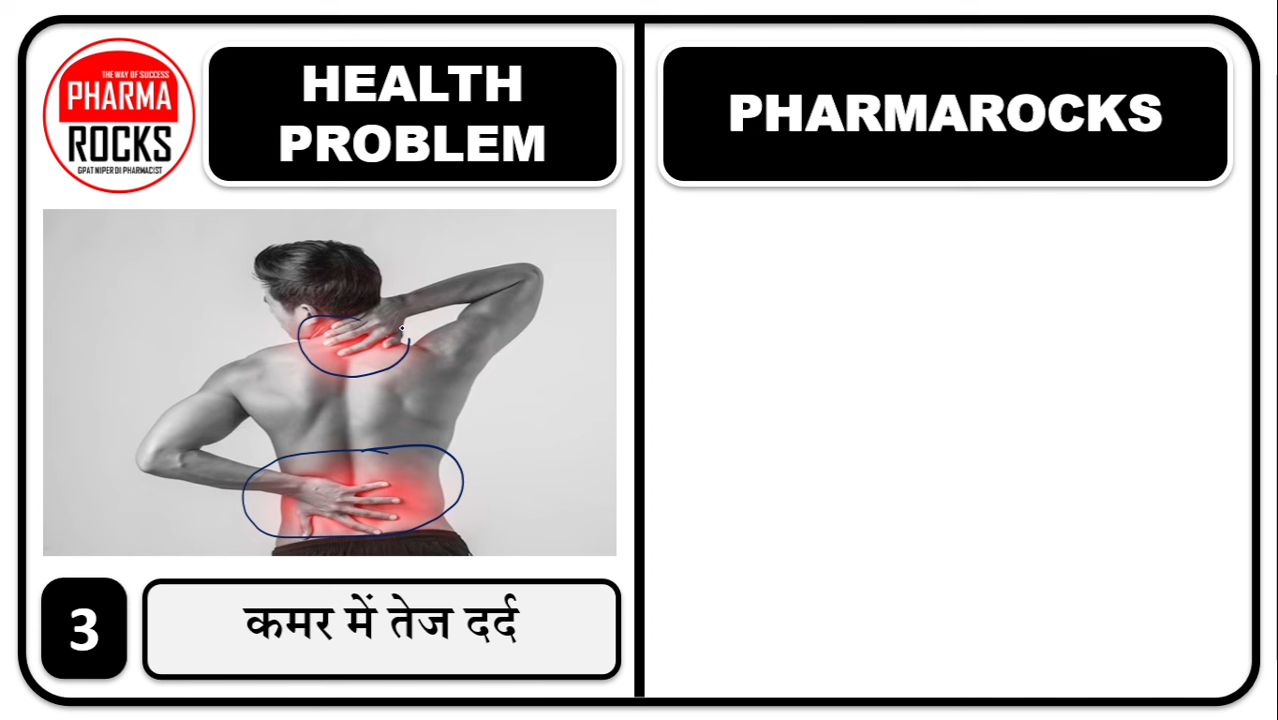 THE WAY OF SUCCESS
PHARMA
ROCKS
GPAT NIPER DI PHARMACIST
HEALTH
PROBLEM
PHARMAROCKS
3
कमर में तेज दर्द